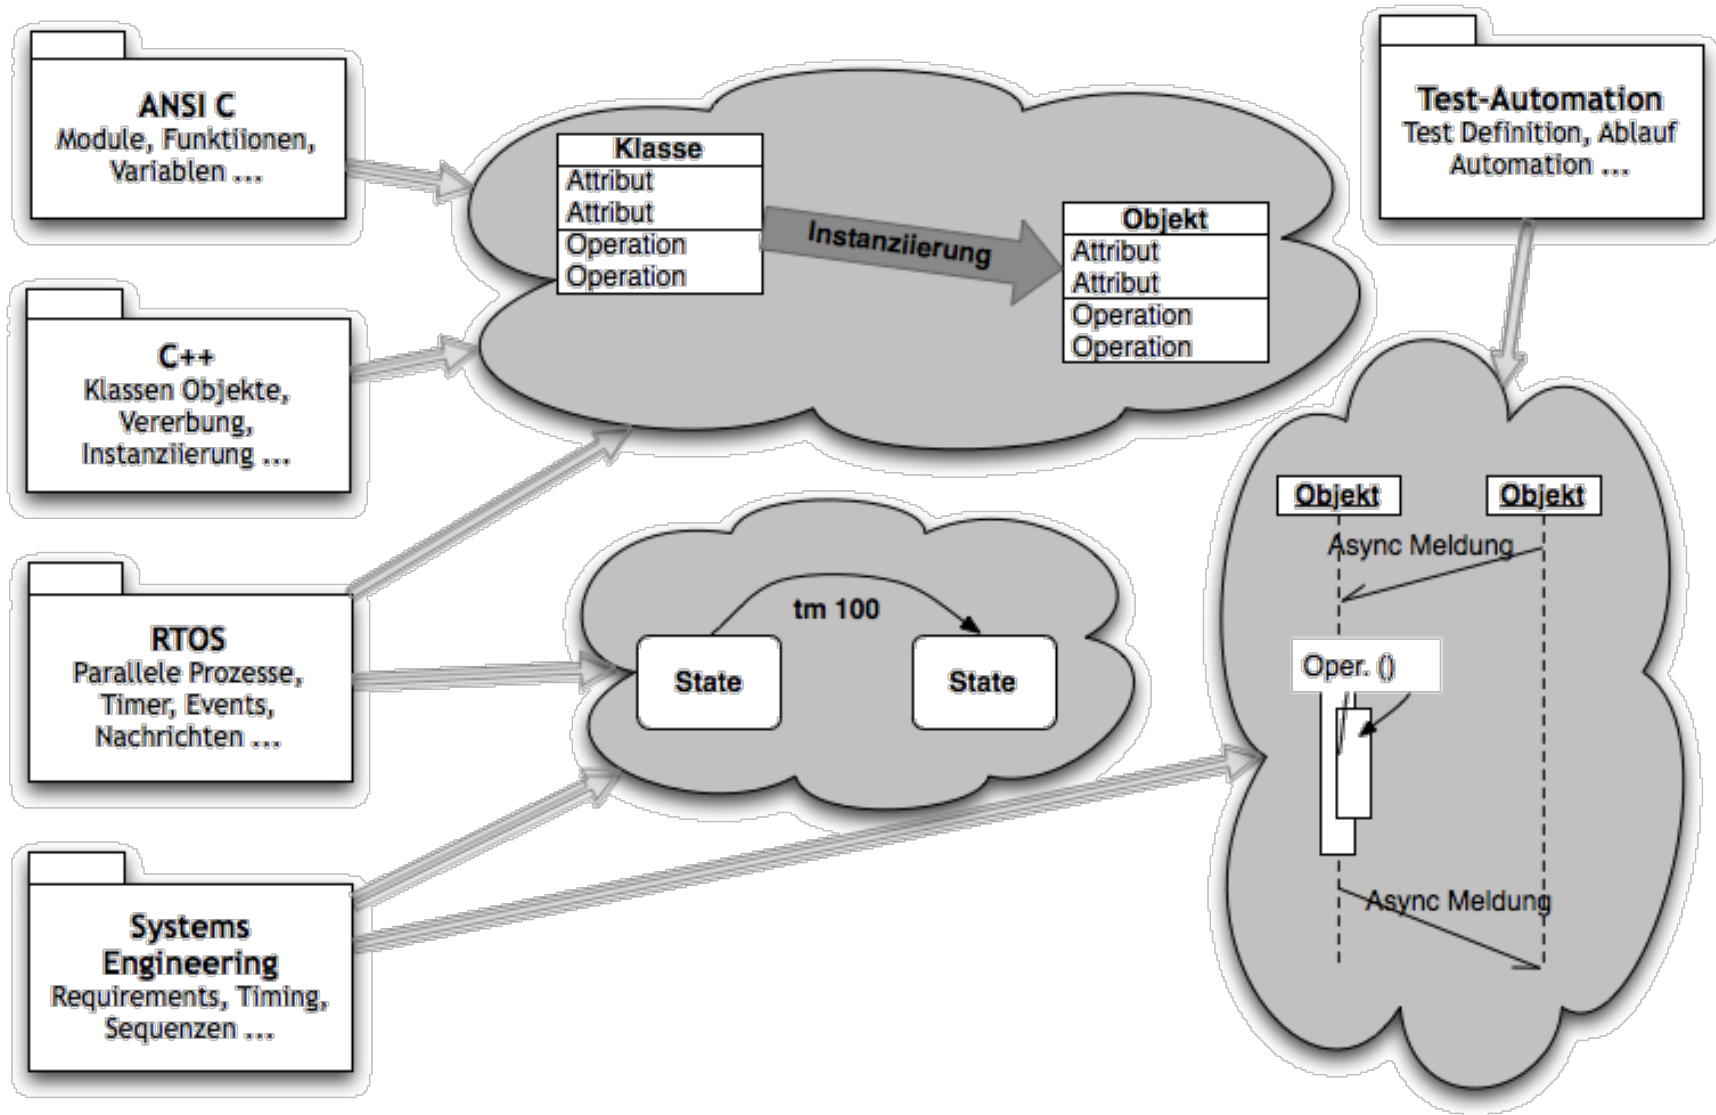 ANSI C
Module, Funktiionen,
Variablen ...
C++
Klassen Objekte,
Vererbung,
Instanziierung ...
RTOS
Parallele Prozesse,
Timer, Events,
Nachrichten ...
Systems
Engineering
Requirements, Timing,
Sequenzen ...
Klasse
Attribut
Attribut
Operation
Operation
Instanziierung
Objekt
Attribut
Attribut
Operation
Operation
tm 100
State
State
Test-Automation
Test Definition, Ablauf
Automation ...
Objekt
Objekt
Async Meldung
Oper. ()
Async Meldung